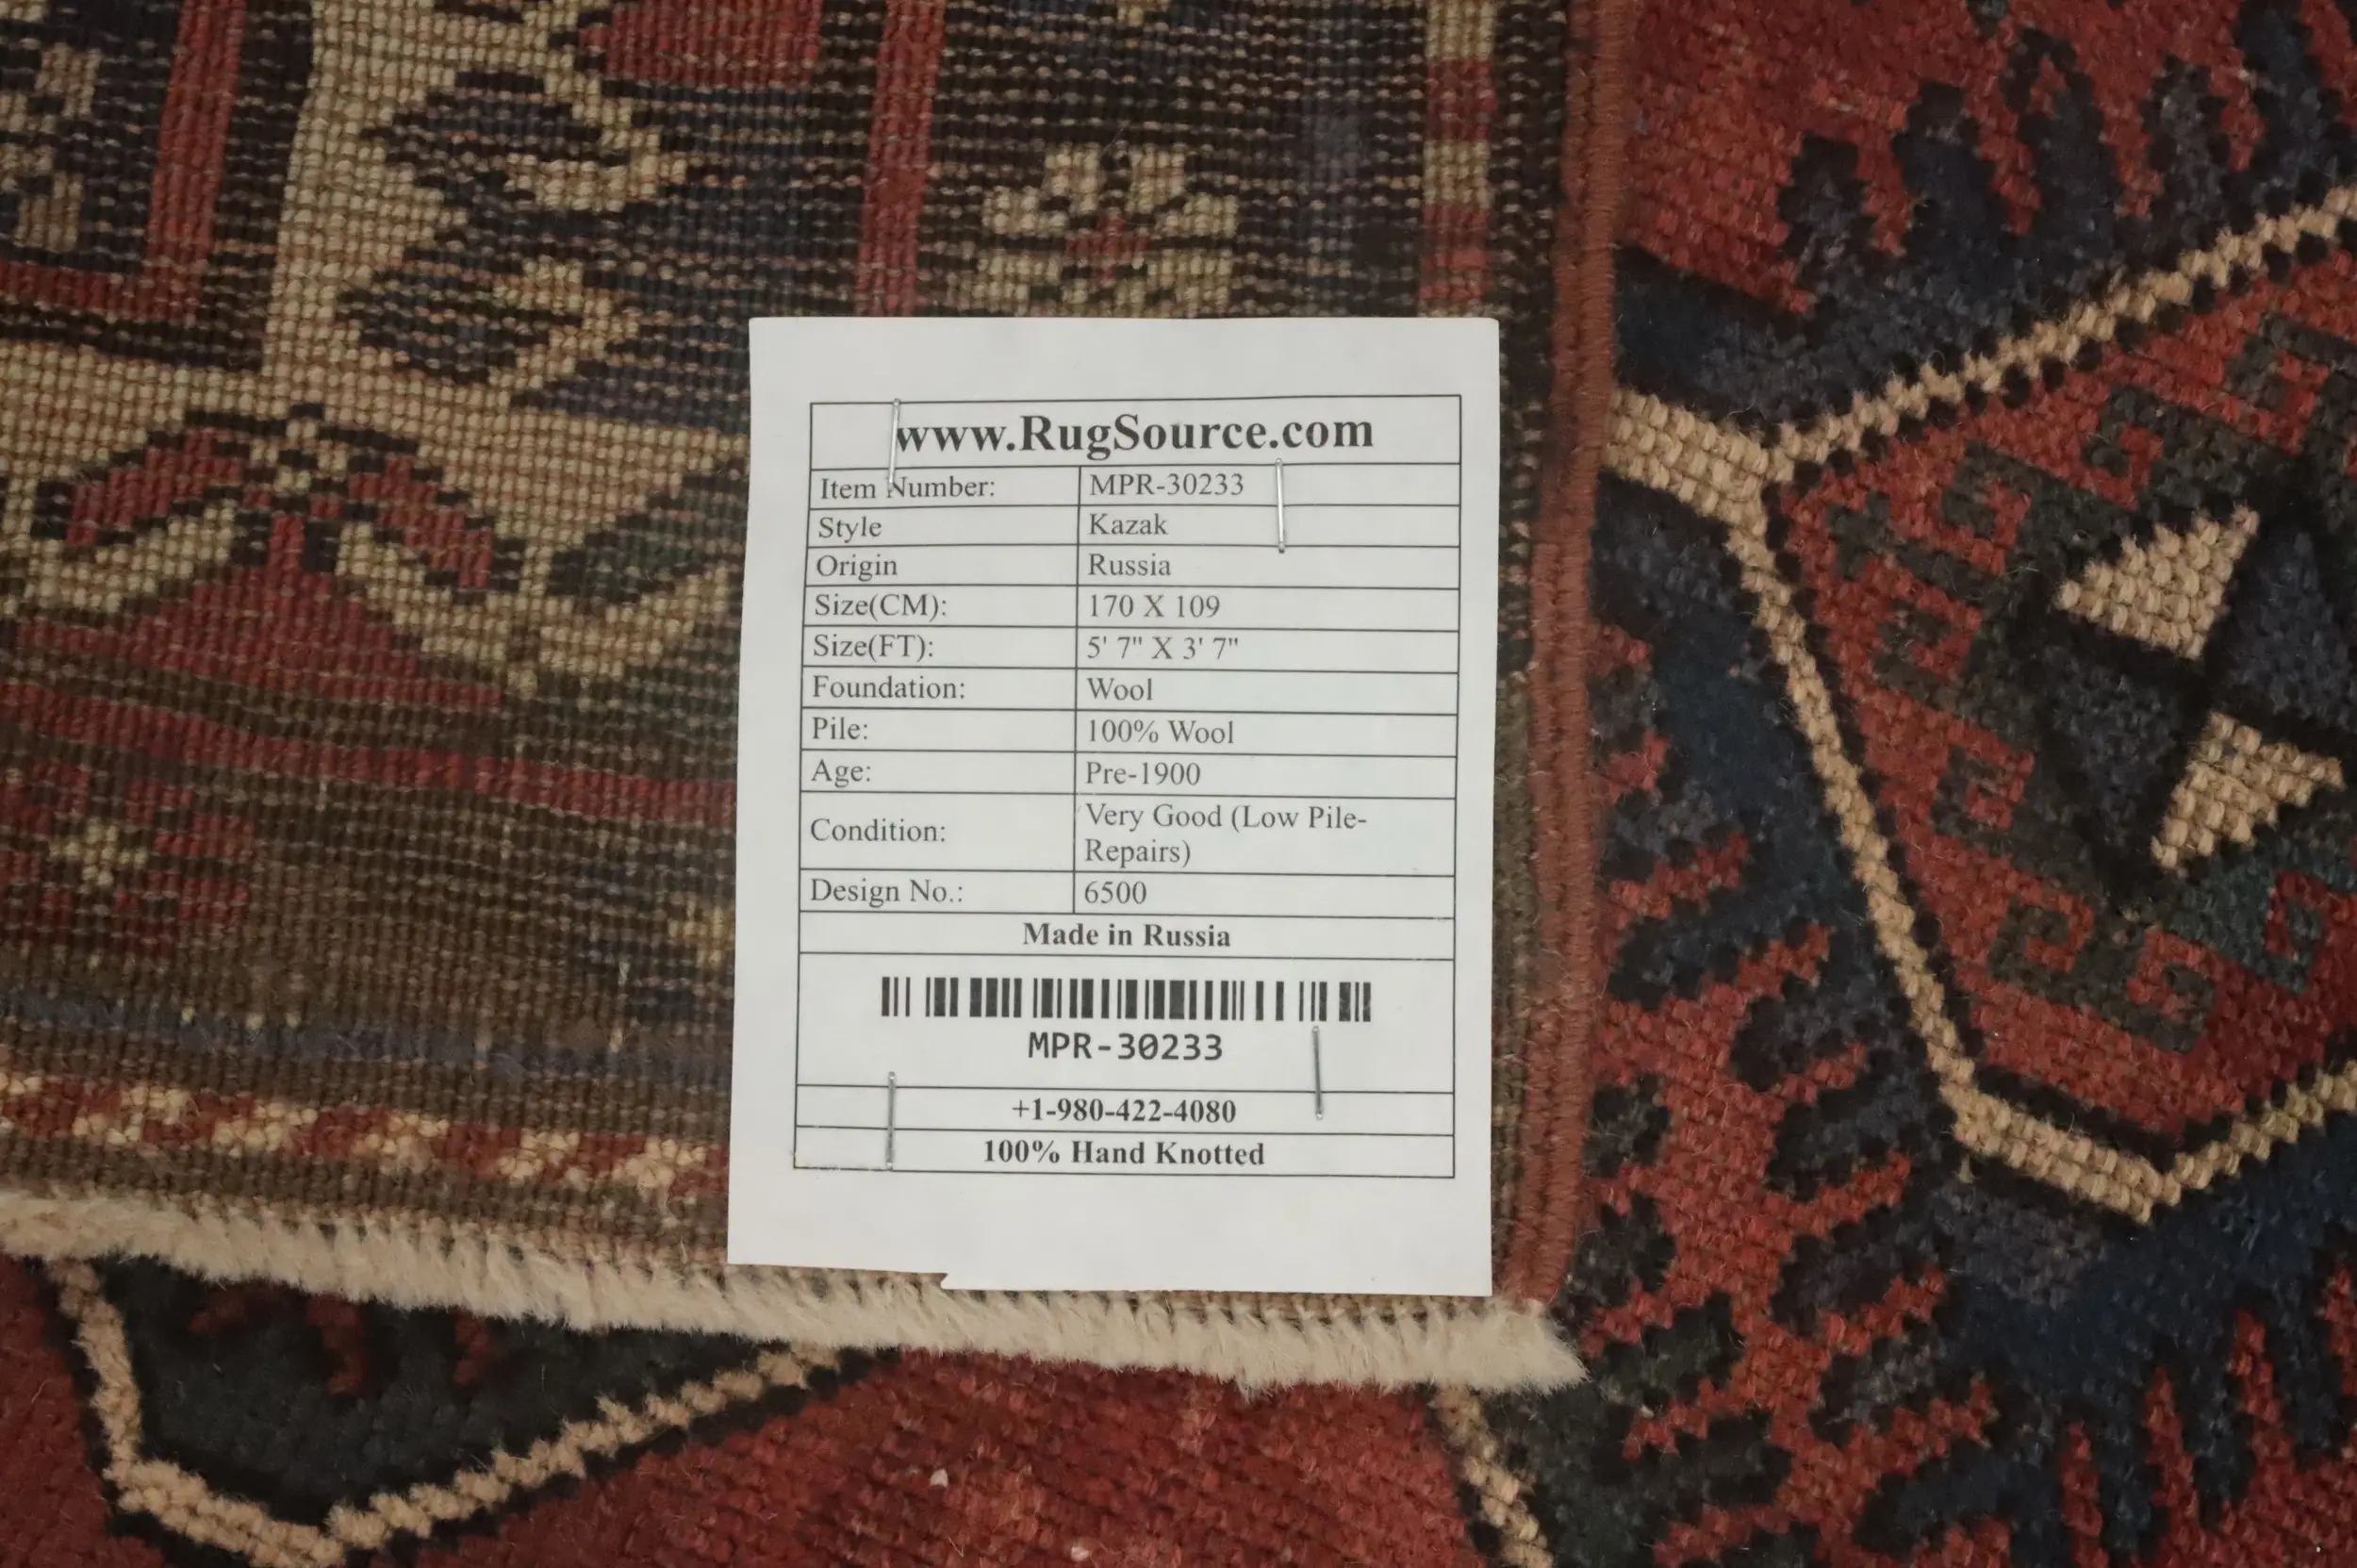 www.RugSource.com
Item Number: MPR-30233
Style Kazak
Origin Russia
Size(CM): 170 X 109
Size(FT): 5' 7" X 3' 7"
Foundation: Wool
Pile: 100% Wool
Age: Pre-1900
Condition: Very Good (Low Pile-
Repairs)
Design No.: 6500
Made in Russia
MPR-30233
+1-980-422-4080
100% Hand Knotted